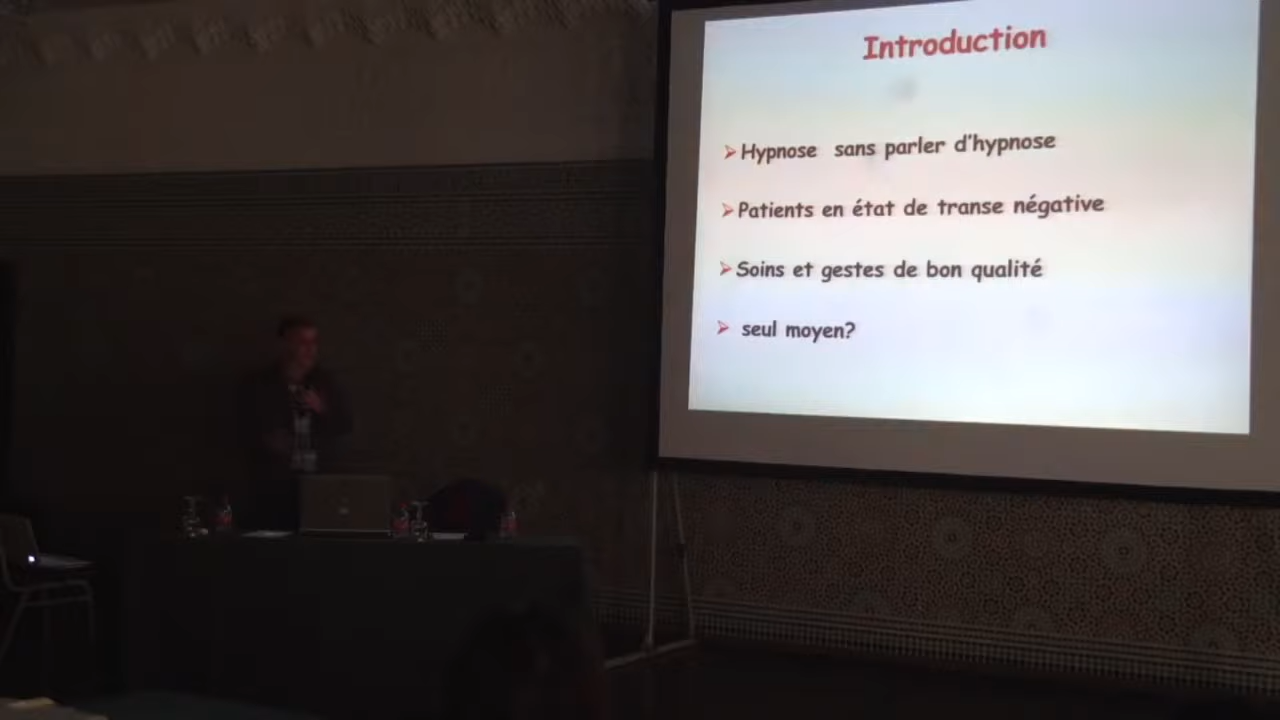 Introduction
➢Hypnose sans parler d'hypnose
➢Patients en état de transe négative
➢Soins et gestes de bon qualité
➢ seul moyen?